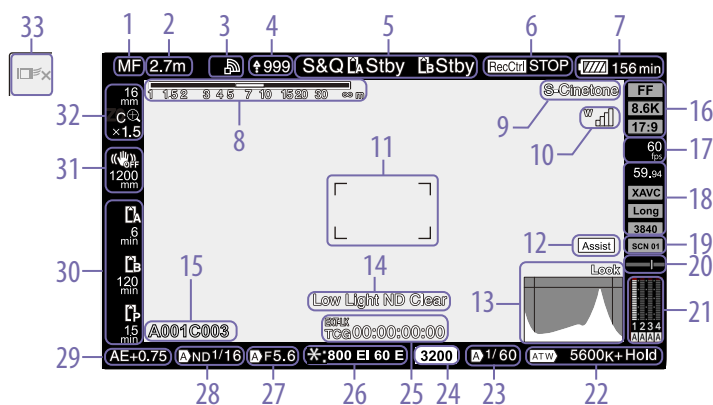 33
1 2 3 4 5 6 7
MF 2.7m 999 S&Q A Stby B Stby RecCtrl STOP 156 min
1 1.5 2 3 4 5 7 10 15 20 30 ∞ m
8
S-Cinetone
9
W
10
FF
8.6K
17:9
16
60
fps
17
59.94
XAVC
Long
3840
18
SCN 01
19
20
1 2 3 4
A A A A
21
16
mm
C
×1.5
32
OFF
1200
mm
31
A
6
min
B
120
min
P
15
min
30
11
12
Assist
13
Look
14
Low Light ND Clear
15
A001C003
EXT-LK
TCG 00:00:00:00
29 AE+0.75 A ND 1/16 A F5.6 800 EI 60 E 3200 A 1/60 ATW 5600K+Hold
28 27 26 25 24 23 22